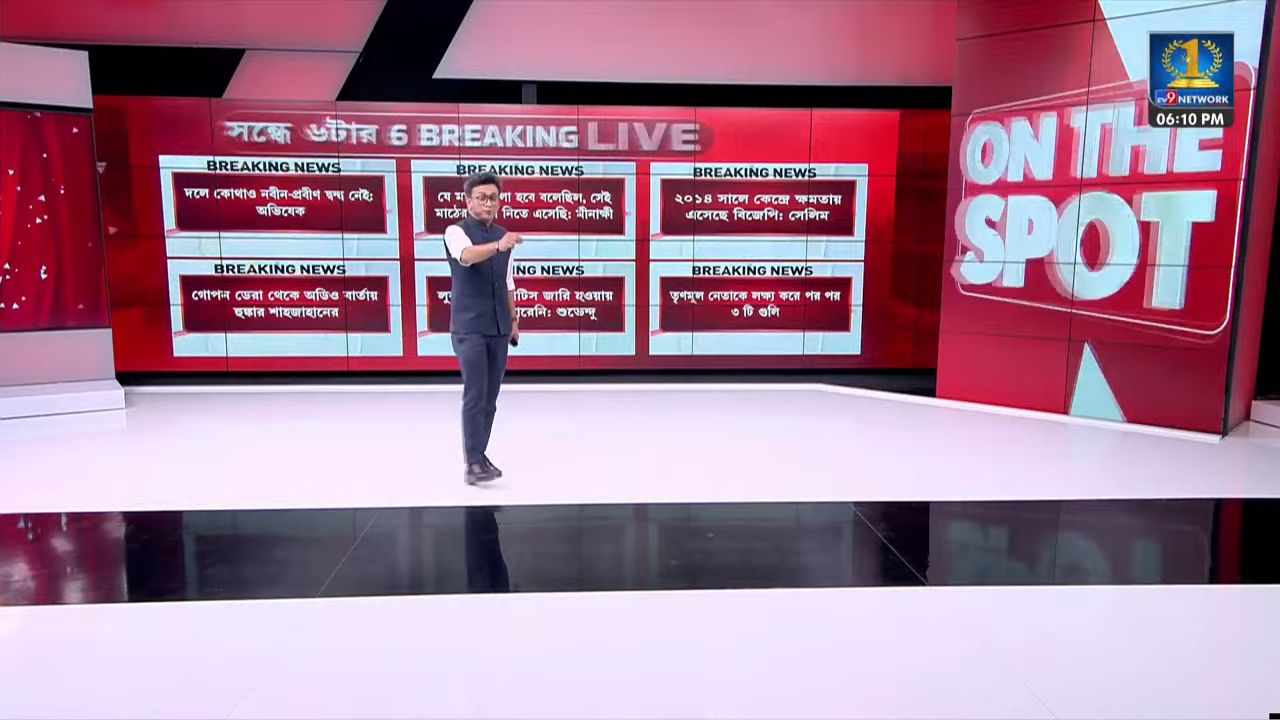 সন্ধে ৬টার 6 BREAKING LIVE
BREAKING NEWS
দলে কোথাও নবীন-প্রবীণ দ্বন্দ্ব নেই:
অভিষেক
BREAKING NEWS
যে হবে বলেছিল, সেই
মাঠের নিতে এসেছি: মীনাক্ষী
BREAKING NEWS
২০১৪ সালে কেন্দ্রে ক্ষমতায়
এসেছে বিজেপি: সেলিম
BREAKING NEWS
গোপন ডেরা থেকে অডিও বার্তায়
হুঙ্কার শাহজাহানের
NEWS
জারি হওয়ায়
শুভেন্দু
BREAKING NEWS
তৃণমূল নেতাকে লক্ষ্য করে পর পর
৩ টি গুলি
ON THE
SPOT
1
TV9 NETWORK
06:10 PM